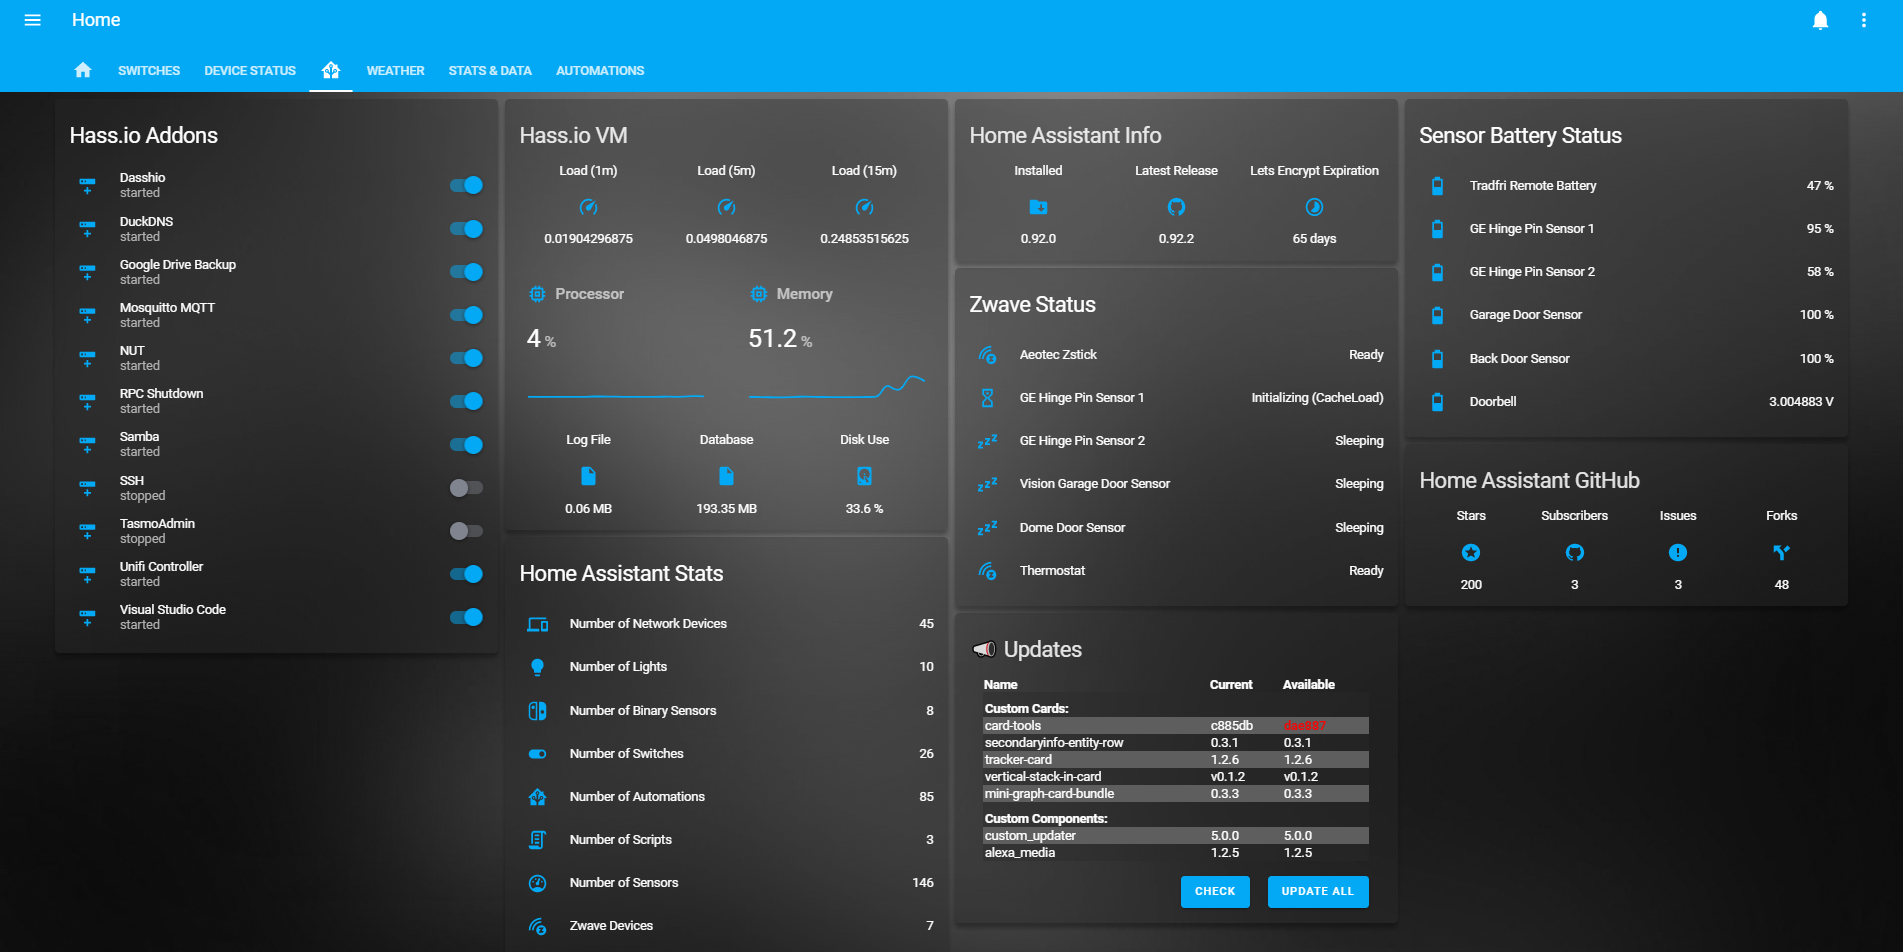 Home
SWITCHES DEVICE STATUS WEATHER STATS & DATA AUTOMATIONS
Hass.io Addons
Dasshio
started
DuckDNS
started
Google Drive Backup
started
Mosquitto MQTT
started
NUT
started
RPC Shutdown
started
Samba
started
SSH
stopped
TasmoAdmin
stopped
Unifi Controller
started
Visual Studio Code
started
Hass.io VM
Load (1m) Load (5m) Load (15m)
0.01904296875 0.0498046875 0.24853515625
Processor Memory
4 % 51.2 %
Log File Database Disk Use
0.06 MB 193.35 MB 33.6 %
Home Assistant Stats
Number of Network Devices 45
Number of Lights 10
Number of Binary Sensors 8
Number of Switches 26
Number of Automations 85
Number of Scripts 3
Number of Sensors 146
Zwave Devices 7
Home Assistant Info
Installed Latest Release Lets Encrypt Expiration
0.92.0 0.92.2 65 days
Zwave Status
Aeotec Zstick Ready
GE Hinge Pin Sensor 1 Initializing (CacheLoad)
GE Hinge Pin Sensor 2 Sleeping
Vision Garage Door Sensor Sleeping
Dome Door Sensor Sleeping
Thermostat Ready
Updates
Name Current Available
Custom Cards:
card-tools c885db dae887
secondaryinfo-entity-row 0.3.1 0.3.1
tracker-card 1.2.6 1.2.6
vertical-stack-in-card v0.1.2 v0.1.2
mini-graph-card-bundle 0.3.3 0.3.3
Custom Components:
custom_updater 5.0.0 5.0.0
alexa_media 1.2.5 1.2.5
CHECK UPDATE ALL
Sensor Battery Status
Tradfri Remote Battery 47 %
GE Hinge Pin Sensor 1 95 %
GE Hinge Pin Sensor 2 58 %
Garage Door Sensor 100 %
Back Door Sensor 100 %
Doorbell 3.004883 V
Home Assistant GitHub
Stars Subscribers Issues Forks
200 3 3 48